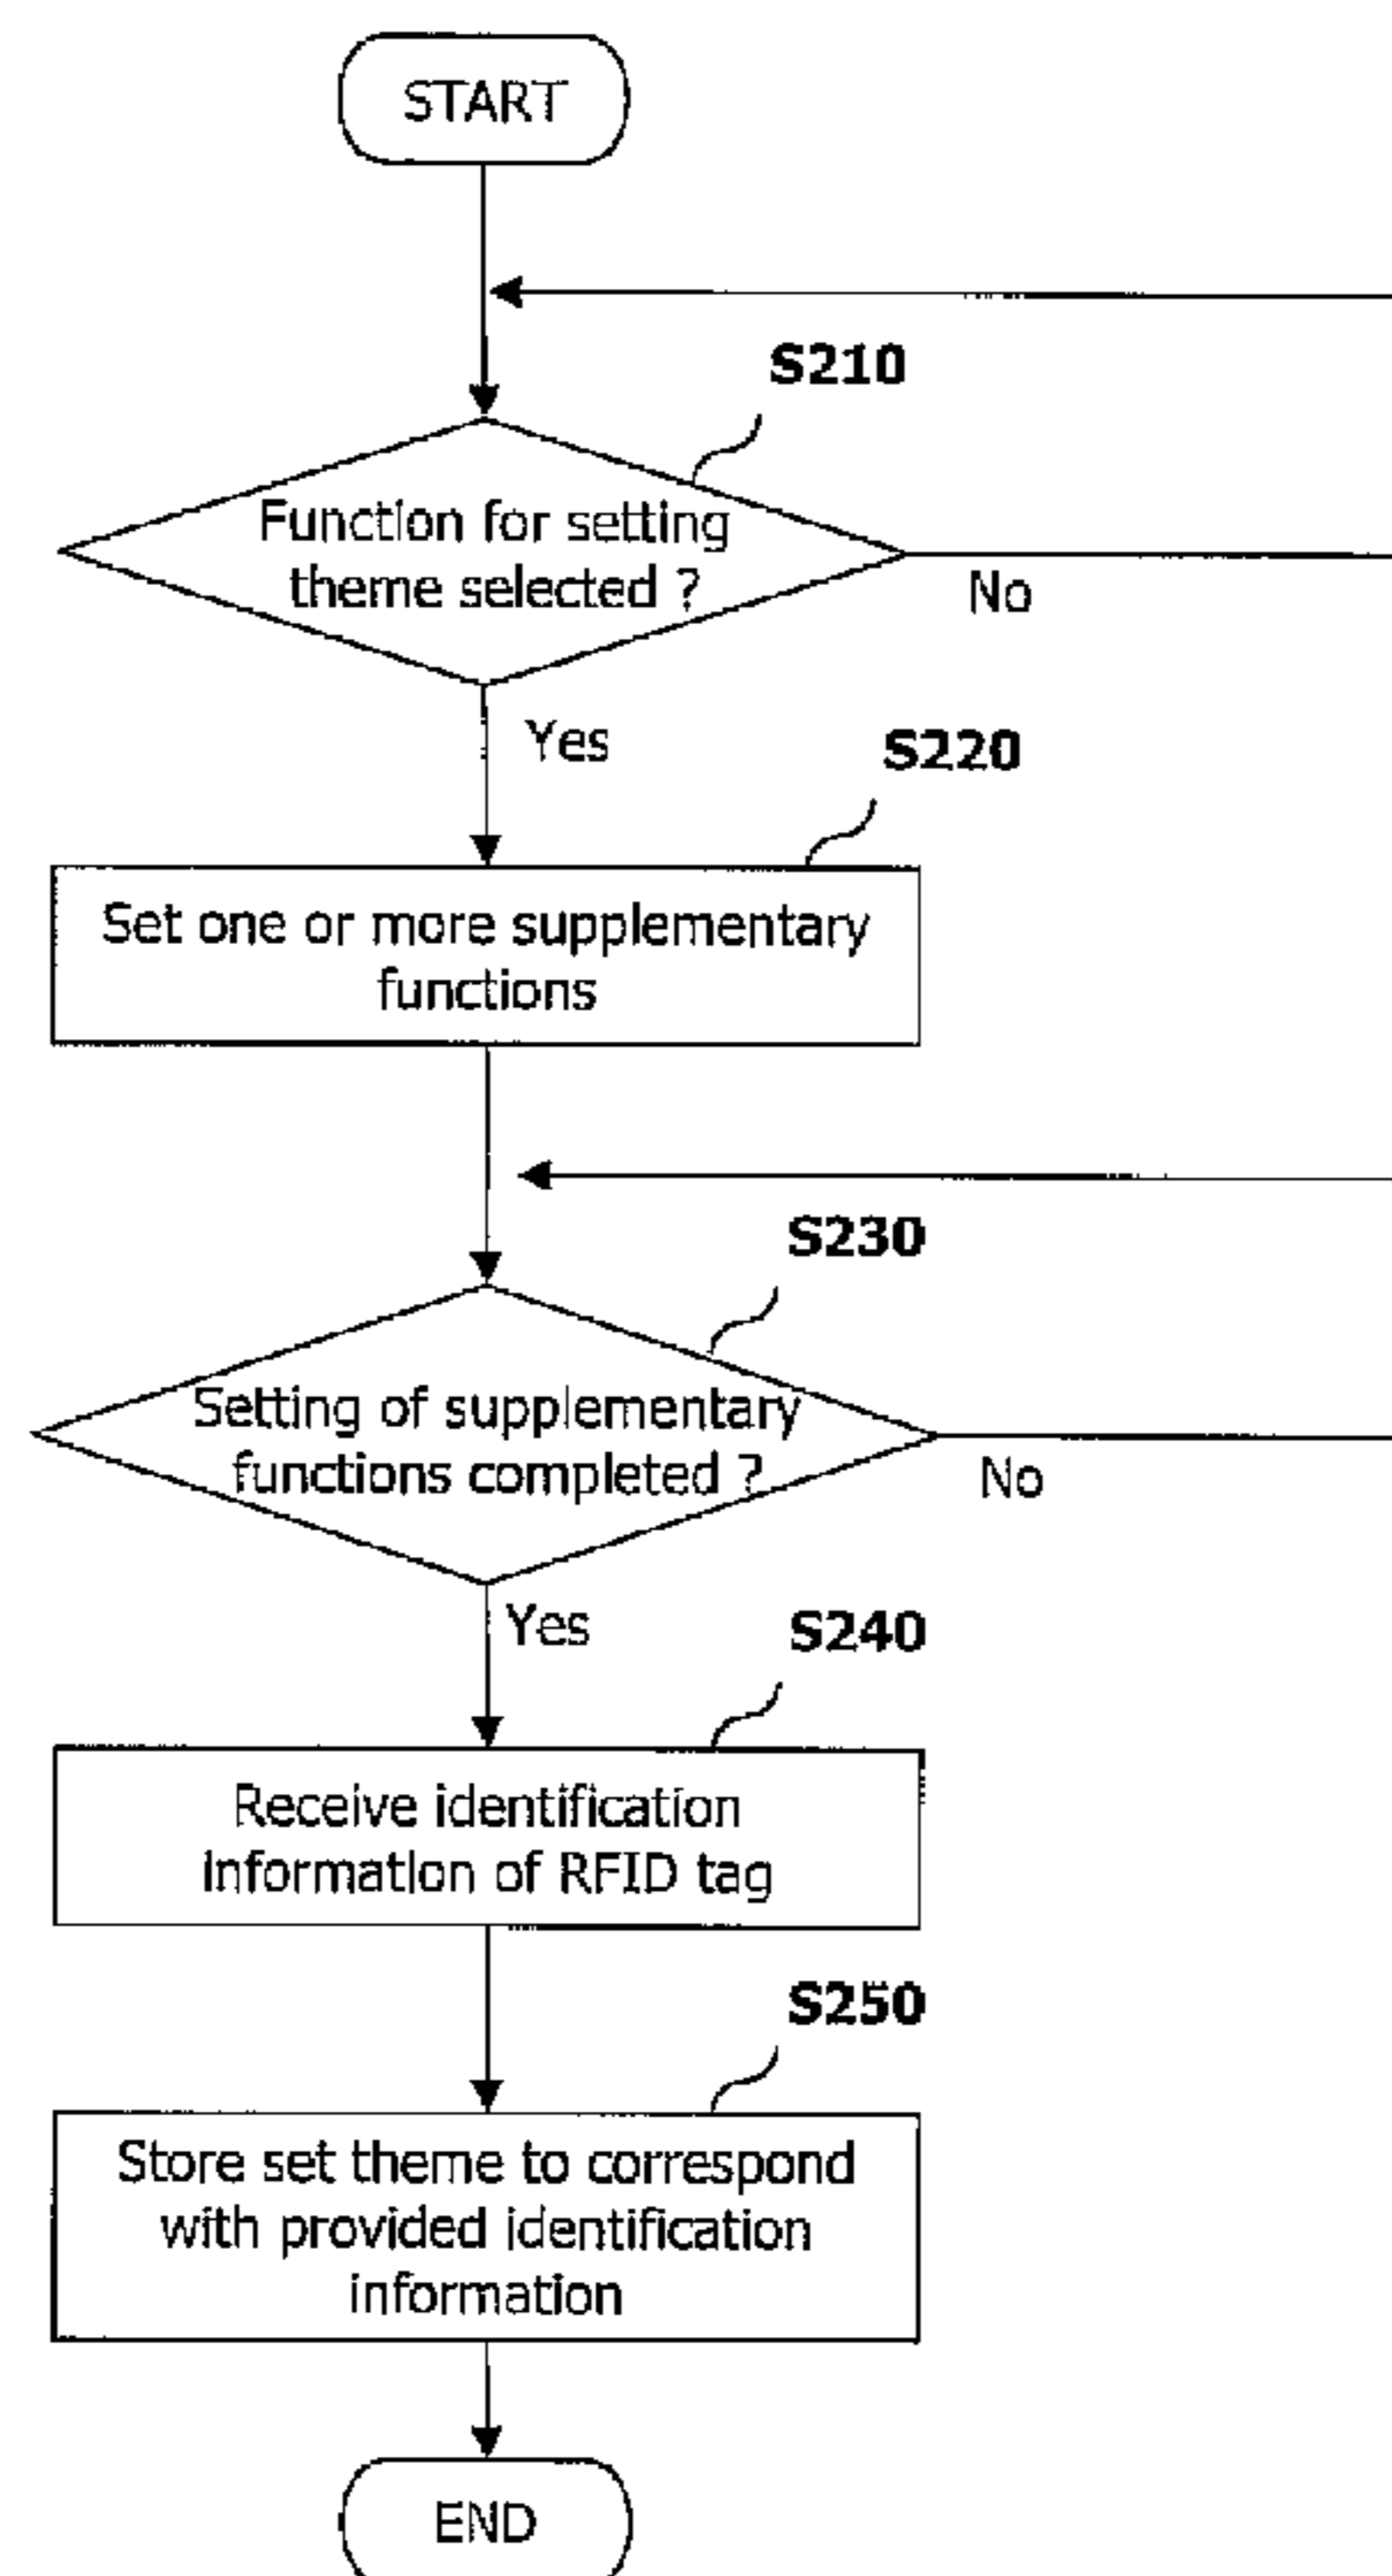 START
S210
Function for setting
theme selected ?
No
Yes
S220
Set one or more supplementary
functions
S230
Setting of supplementary
functions completed ?
No
Yes
S240
Receive identification
information of RFID tag
S250
Store set theme to correspond
with provided identification
information
END